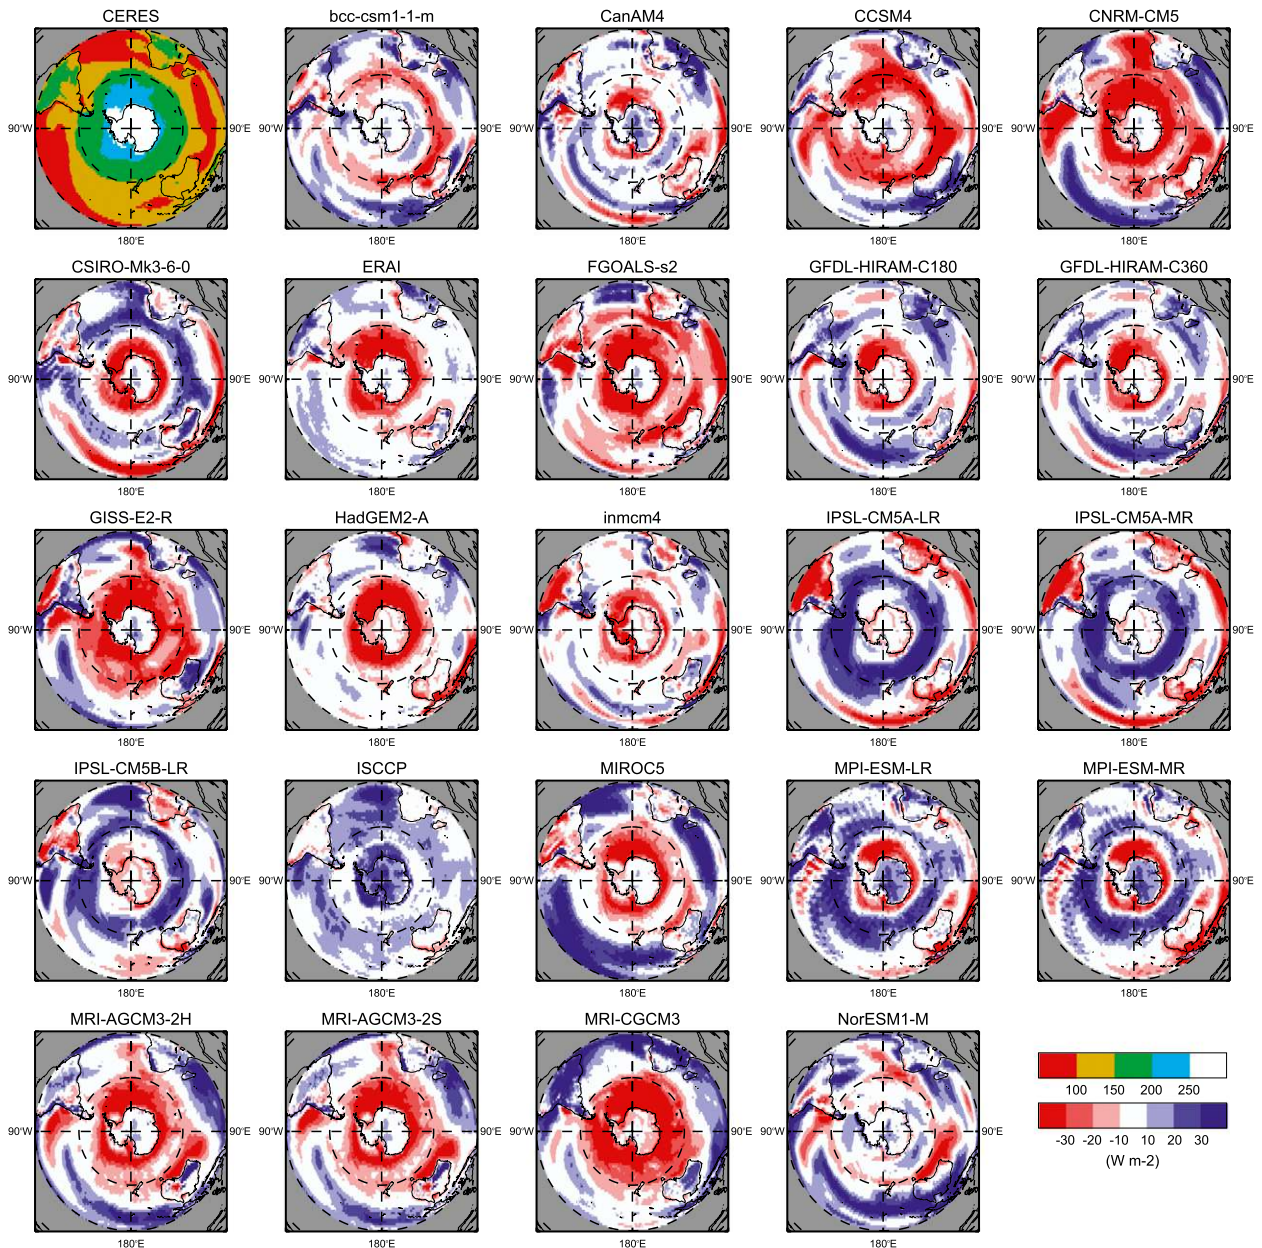 CERES bcc-csm1-1-m CanAM4 CCSM4 CNRM-CM5
90°W 90°E 90°W 90°E 90°W 90°E 90°W 90°E 90°W 90°E
180°E 180°E 180°E 180°E 180°E
CSIRO-Mk3-6-0 ERAI FGOALS-s2 GFDL-HIRAM-C180 GFDL-HIRAM-C360
90°W 90°E 90°W 90°E 90°W 90°E 90°W 90°E 90°W 90°E
180°E 180°E 180°E 180°E 180°E
GISS-E2-R HadGEM2-A inmcm4 IPSL-CM5A-LR IPSL-CM5A-MR
90°W 90°E 90°W 90°E 90°W 90°E 90°W 90°E 90°W 90°E
180°E 180°E 180°E 180°E 180°E
IPSL-CM5B-LR ISCCP MIROC5 MPI-ESM-LR MPI-ESM-MR
90°W 90°E 90°W 90°E 90°W 90°E 90°W 90°E 90°W 90°E
180°E 180°E 180°E 180°E 180°E
MRI-AGCM3-2H MRI-AGCM3-2S MRI-CGCM3 NorESM1-M
100 150 200 250
90°W 90°E 90°W 90°E 90°W 90°E 90°W 90°E
-30 -20 -10 10 20 30
(W m-2)
180°E 180°E 180°E 180°E